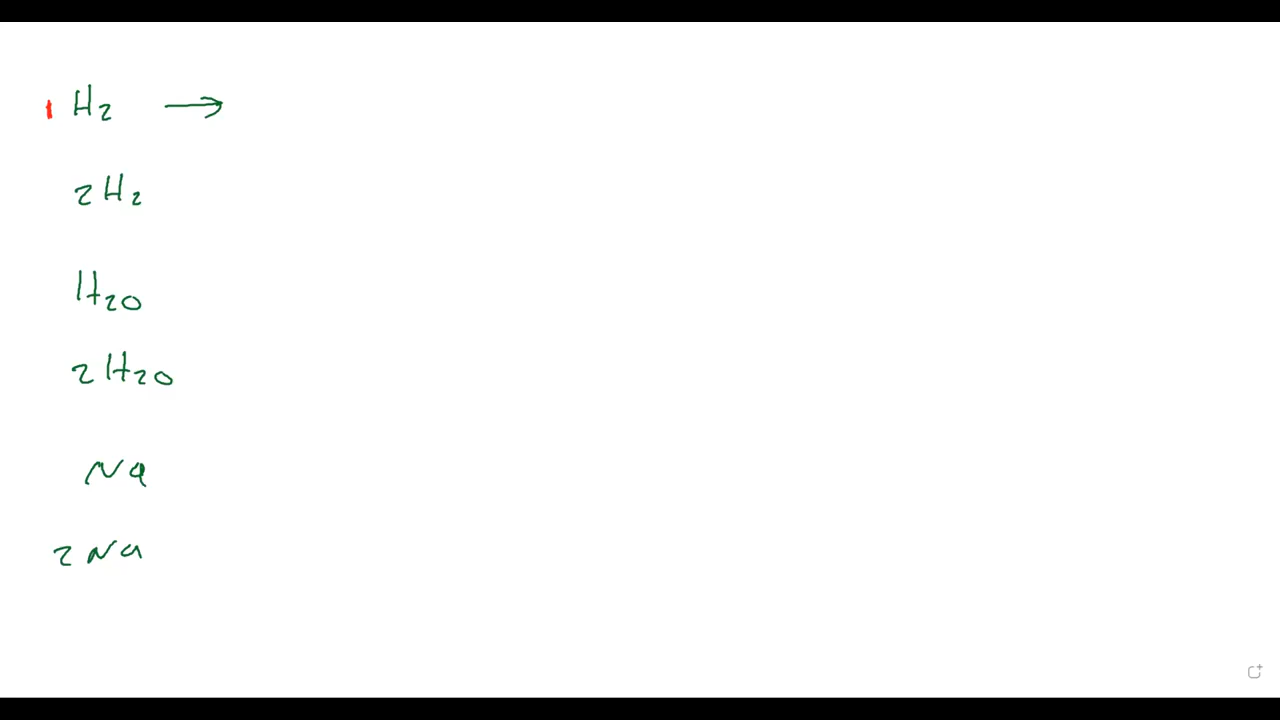 1 H₂ →
2H₂
H₂O
2H₂O
Na
2Na